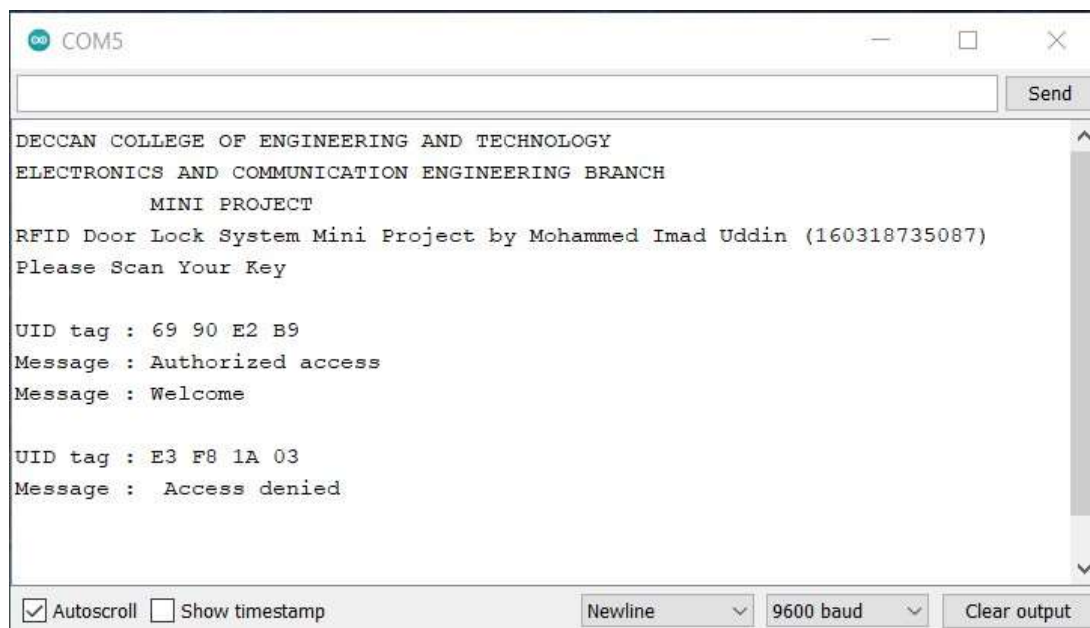 COM5
Send
DECCAN COLLEGE OF ENGINEERING AND TECHNOLOGY
ELECTRONICS AND COMMUNICATION ENGINEERING BRANCH
MINI PROJECT
RFID Door Lock System Mini Project by Mohammed Imad Uddin (160318735087)
Please Scan Your Key
UID tag : 69 90 E2 B9
Message : Authorized access
Message : Welcome
UID tag : E3 F8 1A 03
Message :  Access denied
Autoscroll Show timestamp Newline 9600 baud Clear output